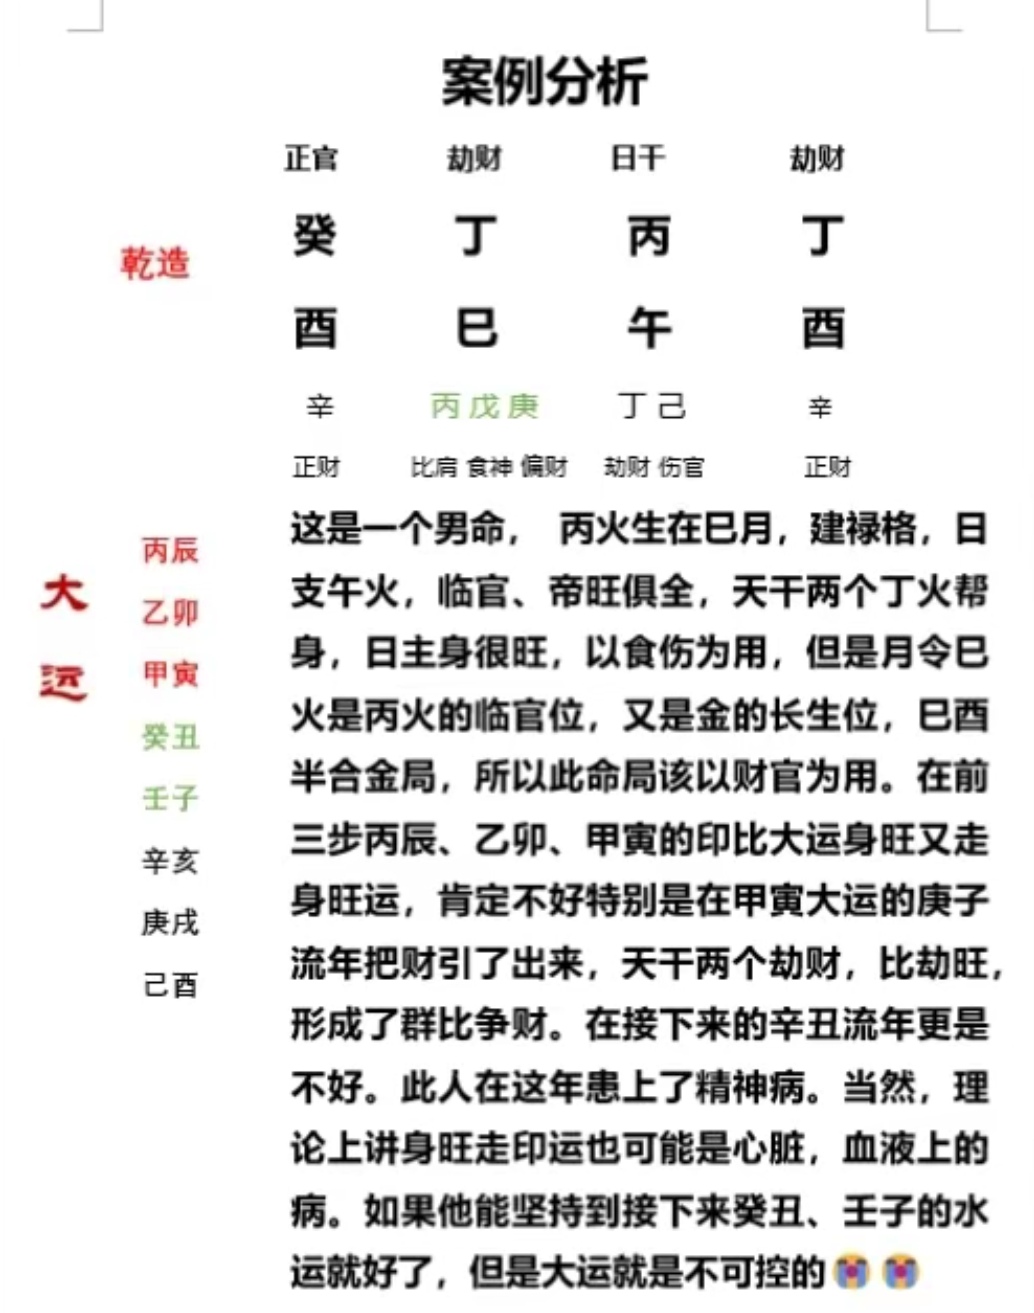 案例分析
正官 劫财 日干 劫财
癸 丁 丙 丁
乾造
酉 巳 午 酉
辛 丙戊庚 丁己 辛
正财 比肩 食神 偏财 劫财 伤官 正财
大运
丙辰
乙卯
甲寅
癸丑
壬子
辛亥
庚戌
己酉
这是一个男命， 丙火生在巳月，建禄格，日
支午火，临官、帝旺俱全，天干两个丁火帮
身，日主身很旺，以食伤为用，但是月令巳
火是丙火的临官位，又是金的长生位，巳酉
半合金局，所以此命局该以财官为用。在前
三步丙辰、乙卯、甲寅的印比大运身旺又走
身旺运，肯定不好特别是在甲寅大运的庚子
流年把财引了出来，天干两个劫财，比劫旺，
形成了群比争财。在接下来的辛丑流年更是
不好。此人在这年患上了精神病。当然，理
论上讲身旺走印运也可能是心脏，血液上的
病。如果他能坚持到接下来癸丑、壬子的水
运就好了，但是大运就是不可控的😭😭